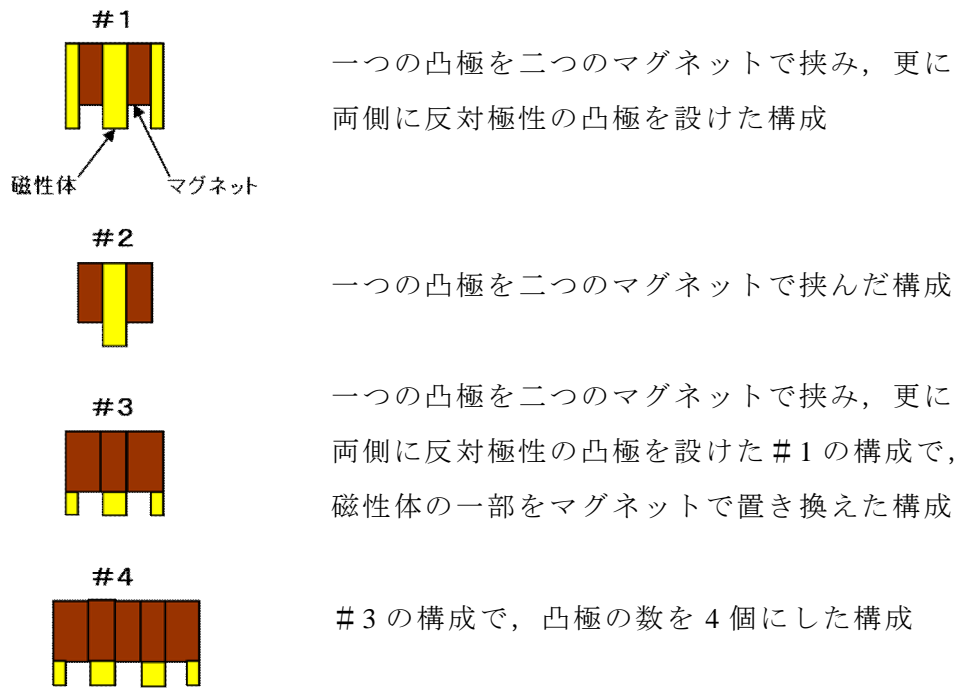 #1
一つの凸極を二つのマグネットで挟み，更に
両側に反対極性の凸極を設けた構成
磁性体 マグネット
#2
一つの凸極を二つのマグネットで挟んだ構成
#3
一つの凸極を二つのマグネットで挟み，更に
両側に反対極性の凸極を設けた#1の構成で，
磁性体の一部をマグネットで置き換えた構成
#4
#3の構成で，凸極の数を4個にした構成